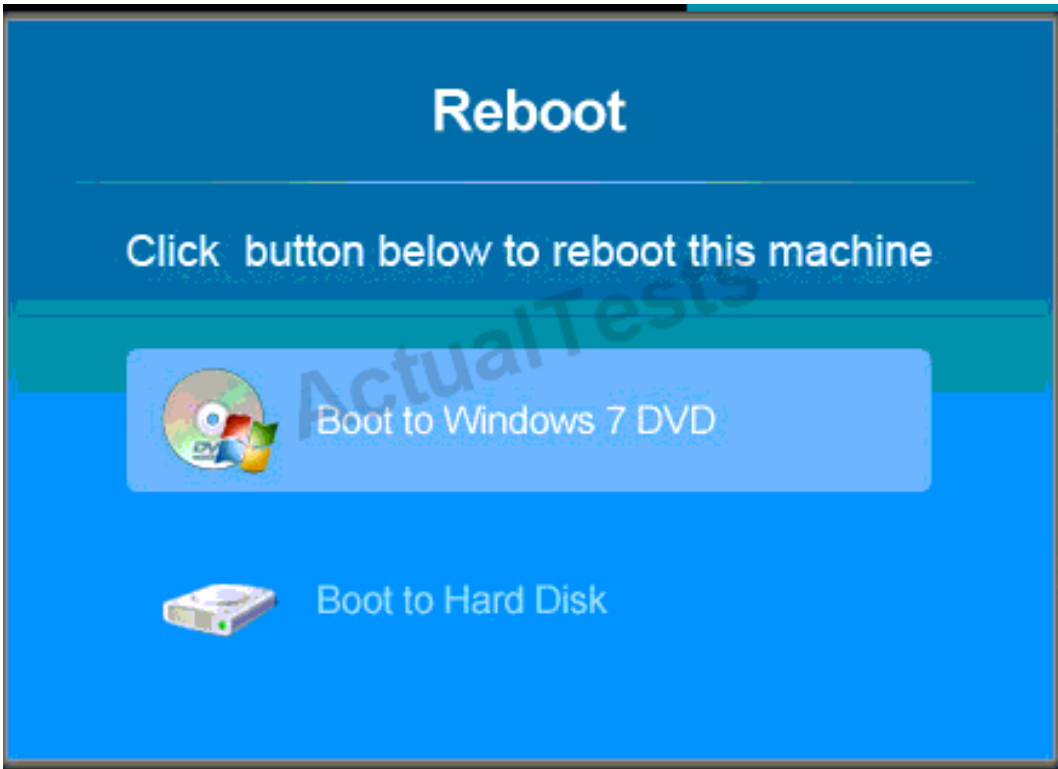 Reboot
Click button below to reboot this machine
ActualTests
Boot to Windows 7 DVD
Boot to Hard Disk